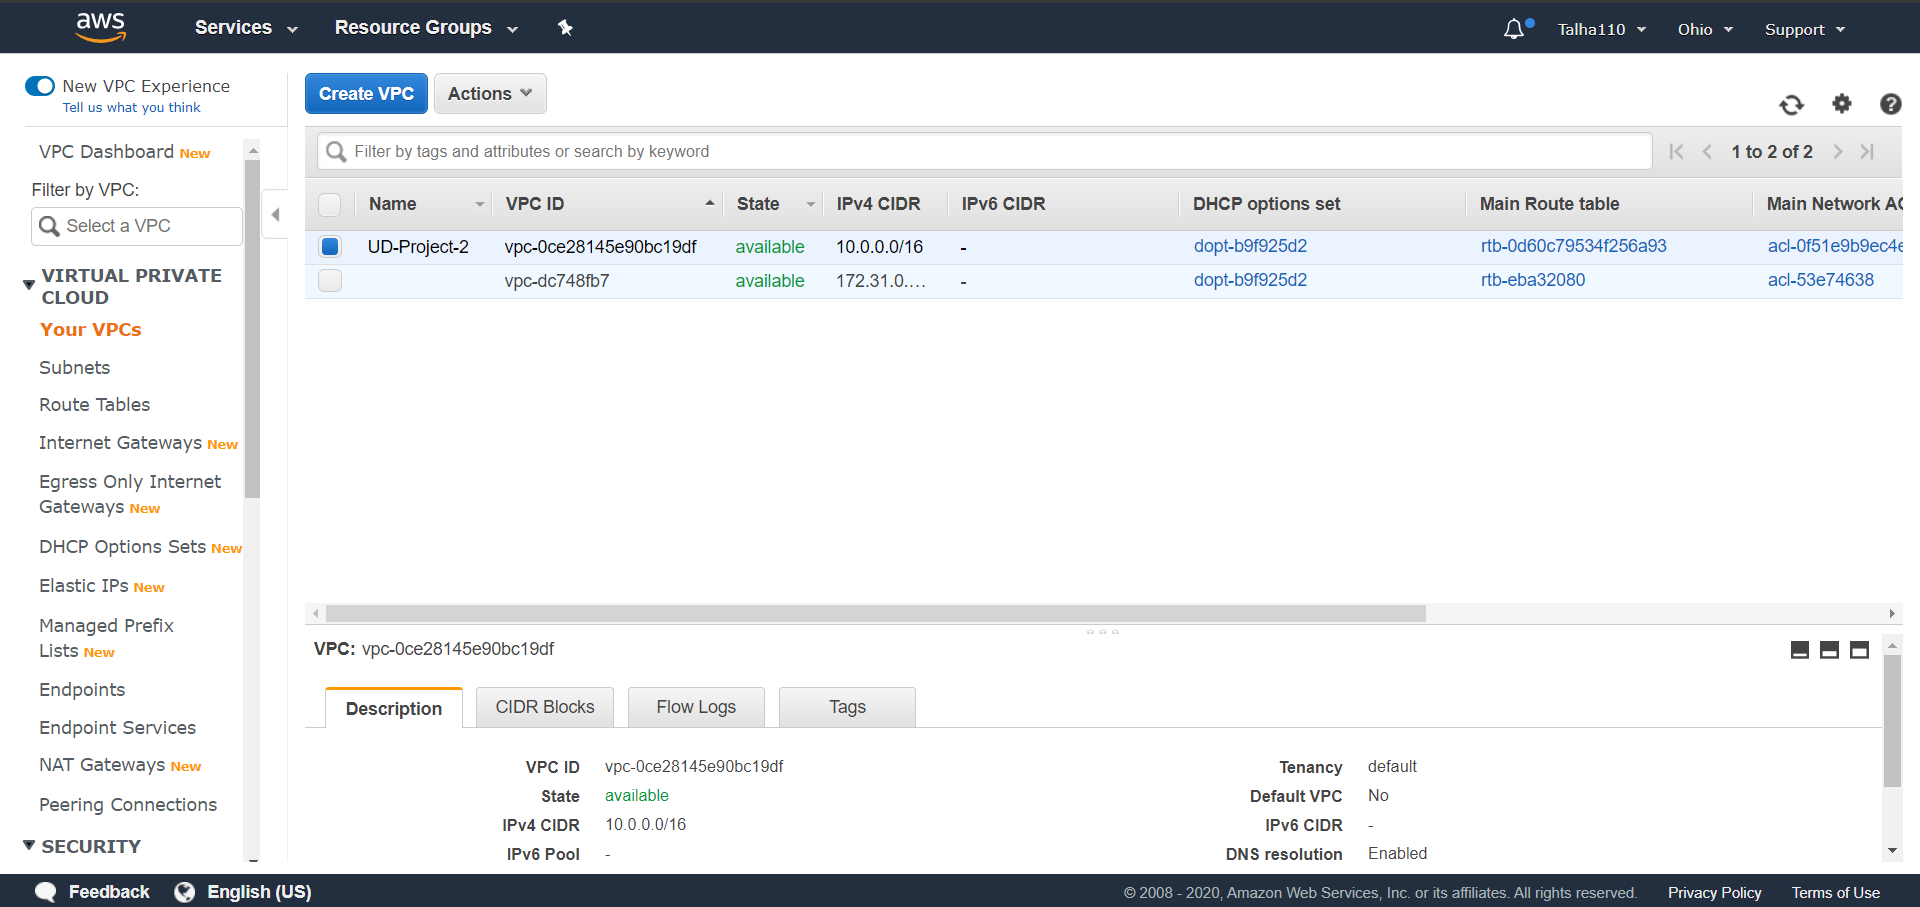 aws Services Resource Groups Talha110 Ohio Support
New VPC Experience
Tell us what you think
VPC Dashboard New
Filter by VPC:
Select a VPC
VIRTUAL PRIVATE
CLOUD
Your VPCs
Subnets
Route Tables
Internet Gateways New
Egress Only Internet
Gateways New
DHCP Options Sets New
Elastic IPs New
Managed Prefix
Lists New
Endpoints
Endpoint Services
NAT Gateways New
Peering Connections
SECURITY
Create VPC Actions
Filter by tags and attributes or search by keyword 1 to 2 of 2
Name VPC ID State IPv4 CIDR IPv6 CIDR DHCP options set Main Route table Main Network AC
UD-Project-2 vpc-0ce28145e90bc19df available 10.0.0.0/16 - dopt-b9f925d2 rtb-0d60c79534f256a93 acl-0f51e9b9ec4e
vpc-dc748fb7 available 172.31.0.… - dopt-b9f925d2 rtb-eba32080 acl-53e74638
VPC: vpc-0ce28145e90bc19df
Description CIDR Blocks Flow Logs Tags
VPC ID vpc-0ce28145e90bc19df Tenancy default
State available Default VPC No
IPv4 CIDR 10.0.0.0/16 IPv6 CIDR -
IPv6 Pool - DNS resolution Enabled
Feedback English (US) © 2008 - 2020, Amazon Web Services, Inc. or its affiliates. All rights reserved. Privacy Policy Terms of Use